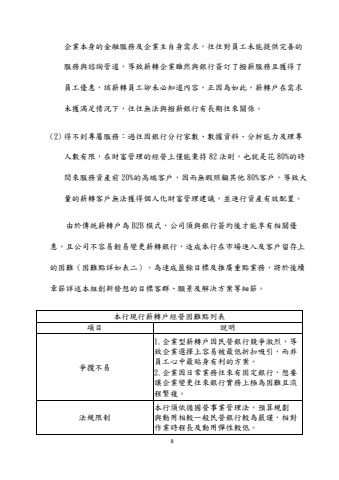 企業本身的金融服務及企業主自身需求，往往對員工未能提供完善的
服務與諮詢管道，導致薪轉企業雖然與銀行簽訂了撥薪服務且獲得了
員工優惠，該薪轉員工卻未必知道內容，正因為如此，薪轉戶在需求
未獲滿足情況下，往往無法與撥薪銀行有長期往來關係。
(2)得不到專屬服務：過往因銀行分行家數、數據資料、分析能力及理專
人數有限，在財富管理的經營上僅能秉持 82 法則，也就是花 80%的時
間來服務資產前 20%的高端客戶，因而無暇照顧其他 80%客戶，導致大
量的薪轉客戶無法獲得個人化財富管理建議，並進行資產有效配置。
由於傳統薪轉戶為 B2B 模式，公司須與銀行簽約後才能享有相關優
惠，且公司不容易輕易變更薪轉銀行，造成本行在市場進入及客戶留存上
的困難（困難點詳如表二）。為達成盈餘目標及推廣重點業務，將於後續
章節詳述本組創新發想的目標客群、願景及解決方案等細節。
本行現行薪轉戶經營困難點列表
項目 說明
爭攬不易
1.企業型薪轉戶因民營銀行競爭激烈，導
致企業選擇上容易被最低折扣吸引，而非
員工心中最貼身有利的方案。
2.企業因日常業務往來有固定銀行，想要
讓企業變更往來銀行實務上極為困難且流
程繁複。
法規限制
本行須依循國營事業管理法，預算規劃
與動用相較一般民營銀行較為嚴謹，相對
作業時程長及動用彈性較低。
8